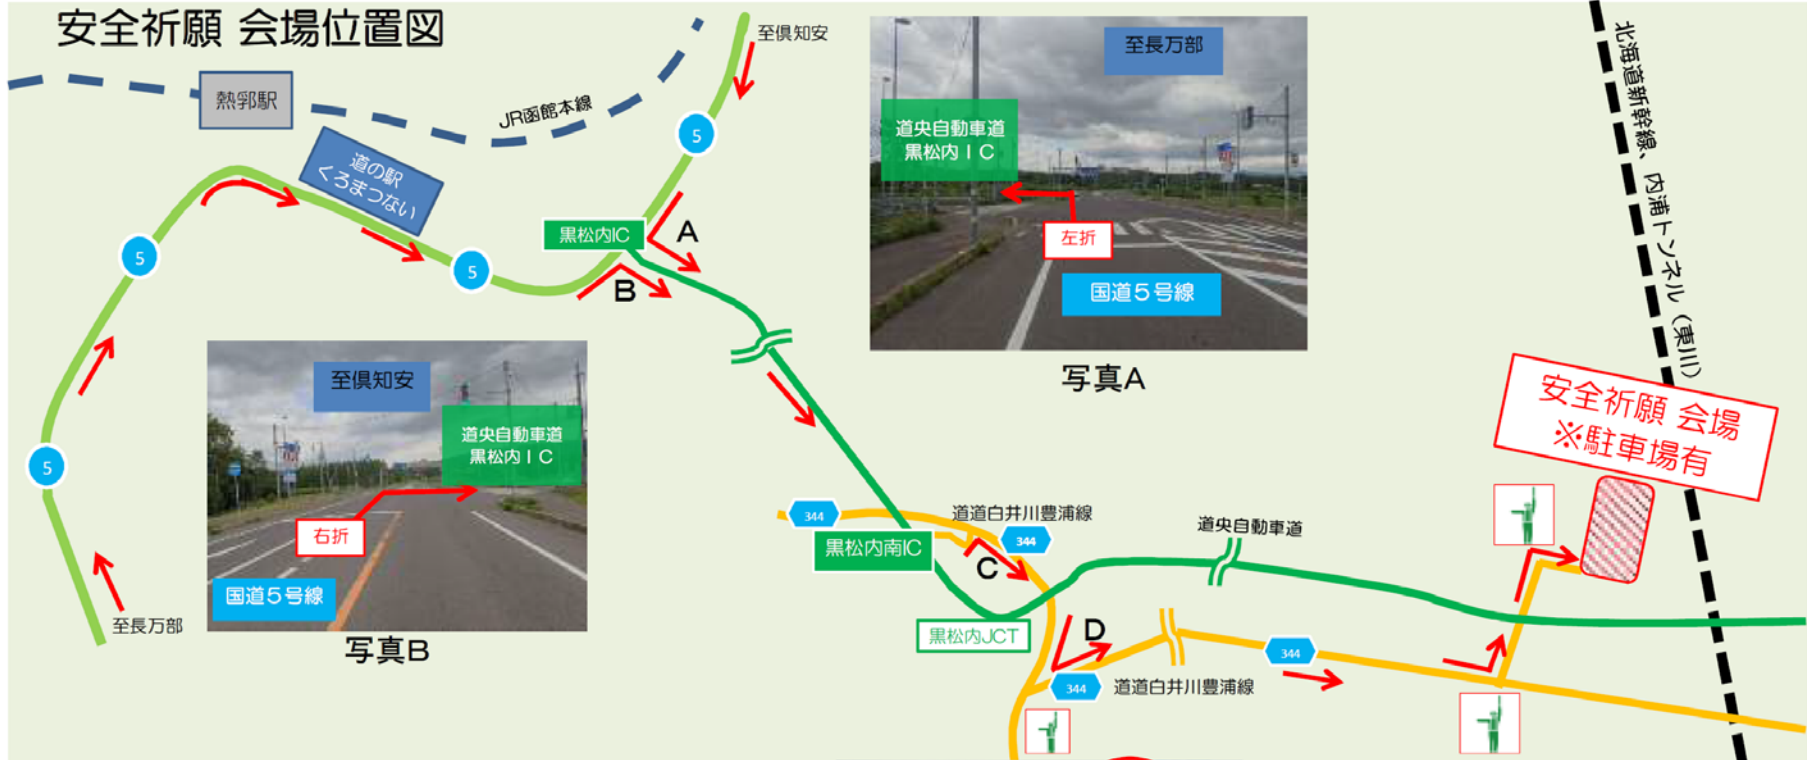 安全祈願 会場位置図
至倶知安
熱郛駅
JR函館本線
5
道の駅
くろまつない
5
5
5
黒松内IC
A
B
至長万部
道央自動車道
黒松内IC
左折
国道5号線
写真A
北海道新幹線、内浦トンネル（東川）
至倶知安
道央自動車道
黒松内IC
右折
国道5号線
写真B
至長万部
安全祈願 会場
※駐車場有
344
道道白井川豊浦線
344
黒松内南IC
C
道央自動車道
黒松内JCT
D
344
道道白井川豊浦線
344